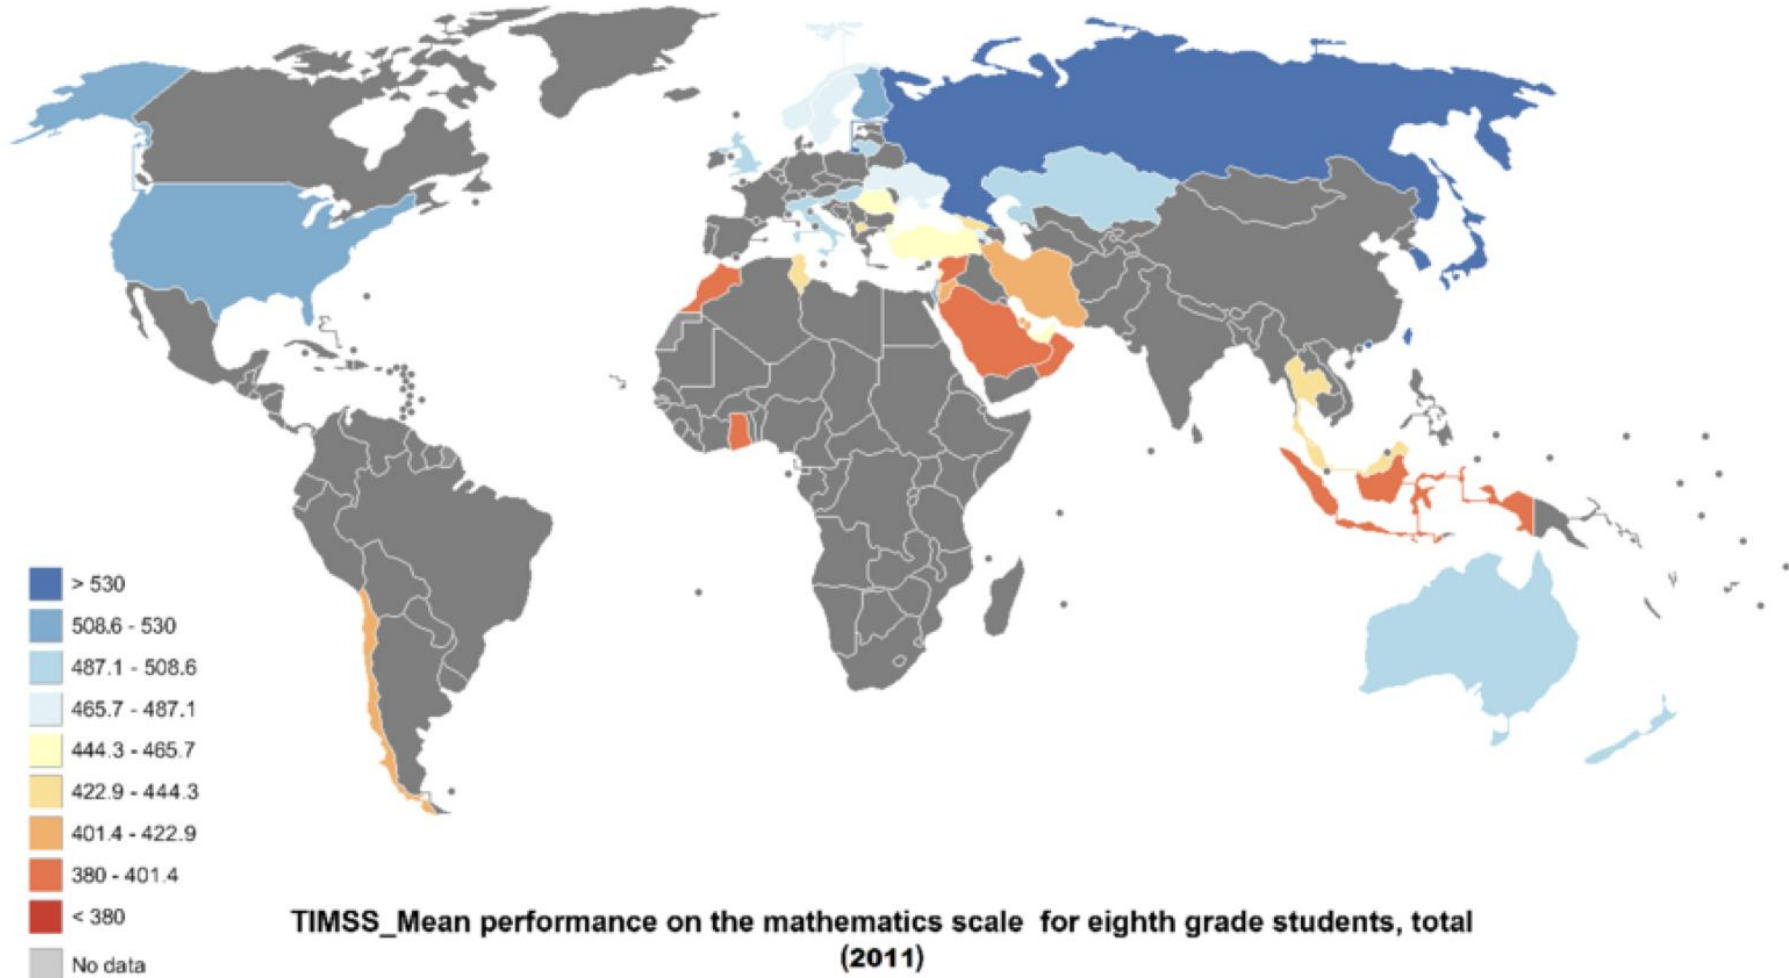 > 530
508.6 - 530
487.1 - 508.6
465.7 - 487.1
444.3 - 465.7
422.9 - 444.3
401.4 - 422.9
380 - 401.4
< 380
No data
TIMSS_Mean performance on the mathematics scale for eighth grade students, total
(2011)